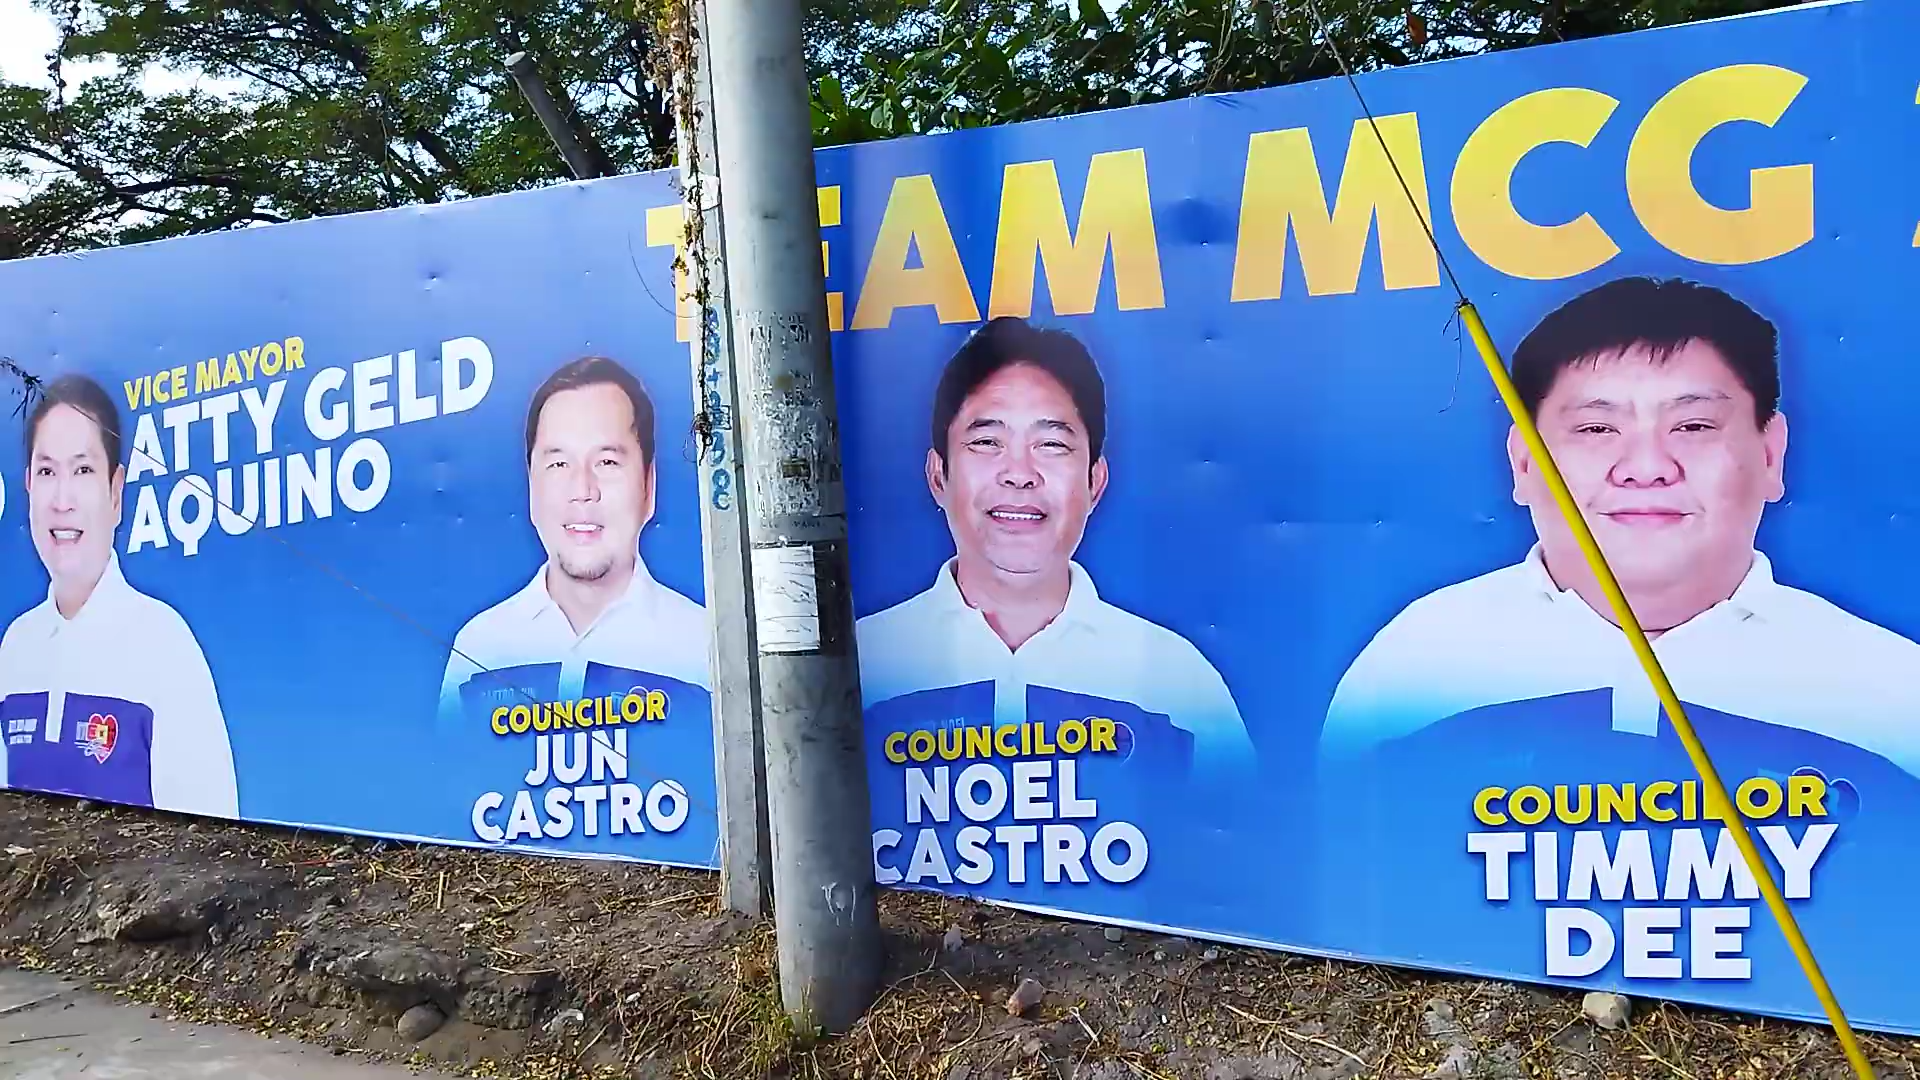 TEAM MCG
VICE MAYOR
ATTY GELD
AQUINO
COUNCILOR
JUN
CASTRO
COUNCILOR
NOEL
CASTRO
COUNCILOR
TIMMY
DEE